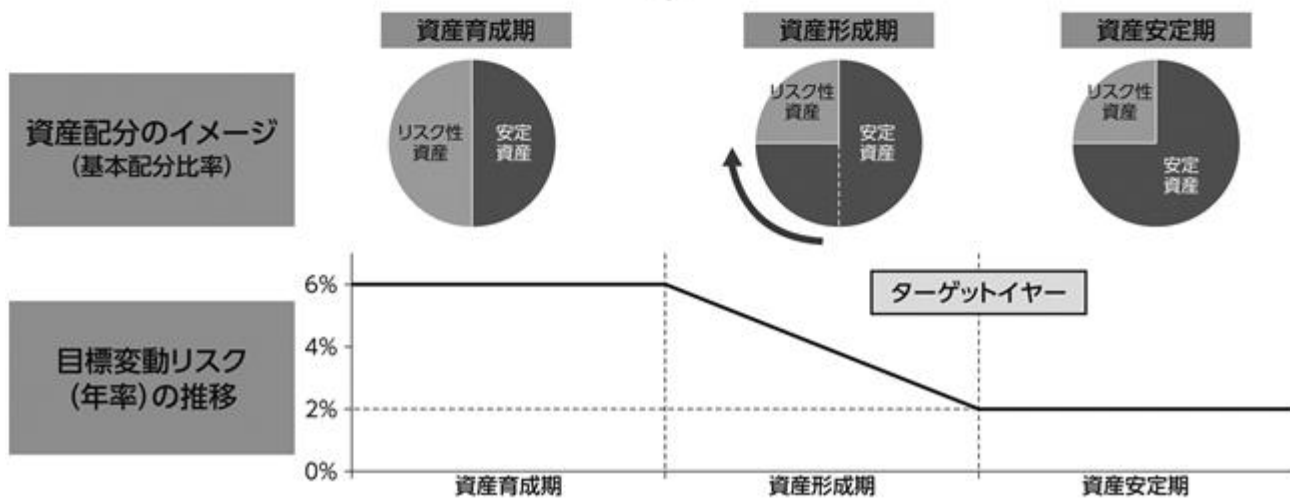 資産育成期
資産形成期
資産安定期
資産配分のイメージ
(基本配分比率)
リスク性
資産
安定
資産
リスク性
資産
安定
資産
リスク性
資産
安定
資産
目標変動リスク
(年率)の推移
6%
4%
2%
0%
ターゲットイヤー
資産育成期
資産形成期
資産安定期